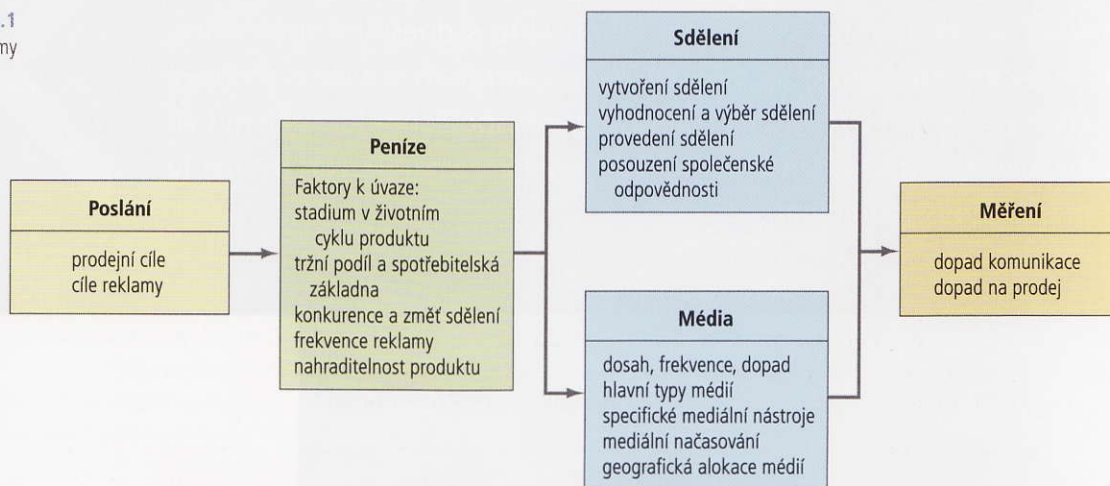 .1
my
Poslání
prodejní cíle
cíle reklamy
Peníze
Faktory k úvaze:
stadium v životním
cyklu produktu
tržní podíl a spotřebitelská
základna
konkurence a změť sdělení
frekvence reklamy
nahraditelnost produktu
Sdělení
vytvoření sdělení
vyhodnocení a výběr sdělení
provedení sdělení
posouzení společenské
odpovědnosti
Média
dosah, frekvence, dopad
hlavní typy médií
specifické mediální nástroje
mediální načasování
geografická alokace médií
Měření
dopad komunikace
dopad na prodej